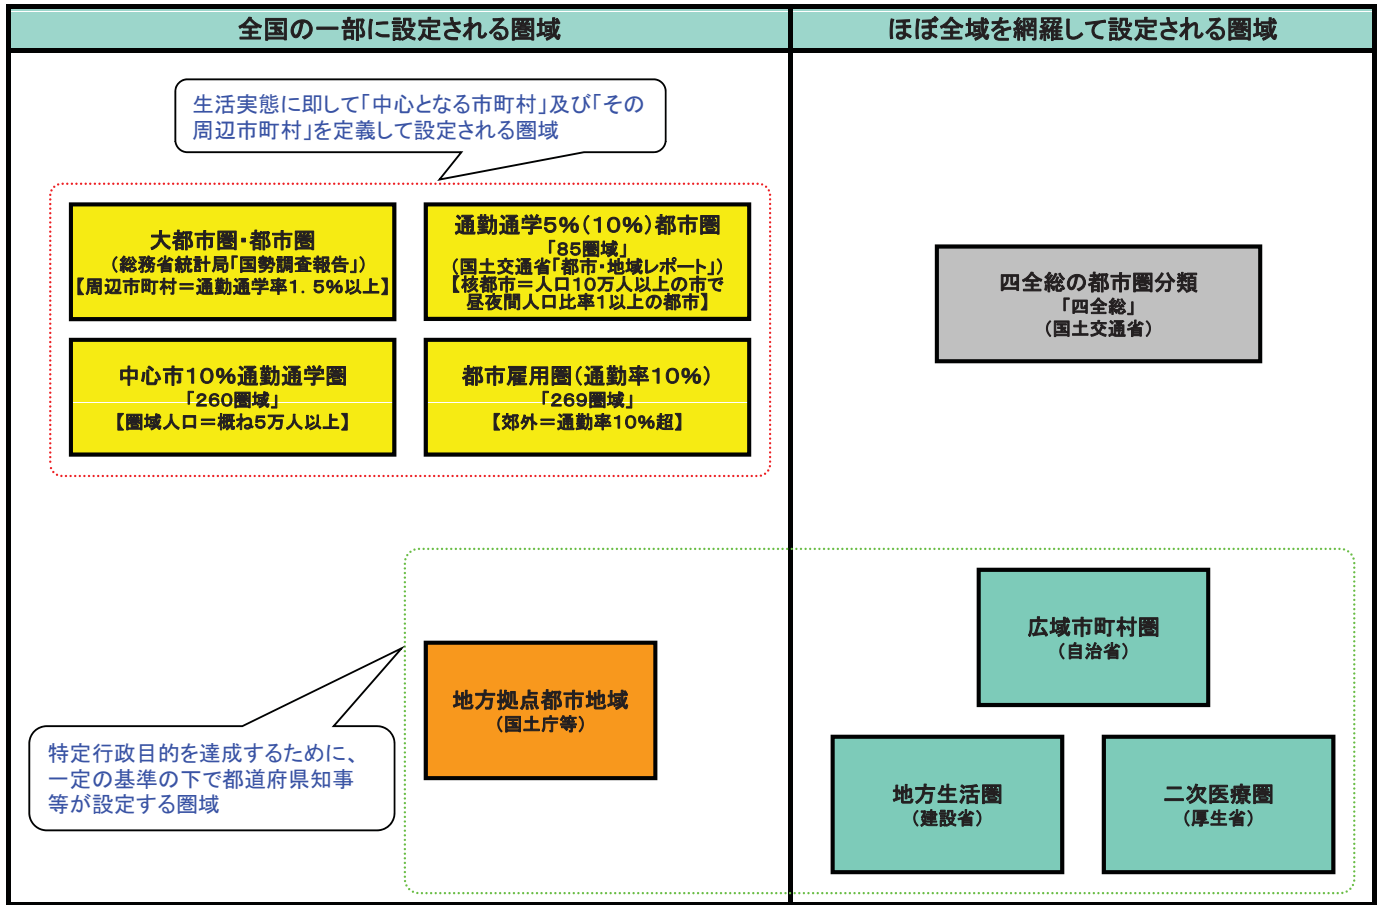 全国の一部に設定される圏域
ほぼ全域を網羅して設定される圏域
生活実態に即して「中心となる市町村」及び「その
周辺市町村」を定義して設定される圏域
大都市圏・都市圏
（総務省統計局「国勢調査報告」）
【周辺市町村＝通勤通学率１．５％以上】
通勤通学５％（１０％）都市圏
「８５圏域」
（国土交通省「都市・地域レポート」）
【核都市＝人口１０万人以上の市で
昼夜間人口比率１以上の都市】
中心市１０％通勤通学圏
「２６０圏域」
【圏域人口＝概ね５万人以上】
都市雇用圏（通勤率１０％）
「２６９圏域」
【郊外＝通勤率１０％超】
四全総の都市圏分類
「四全総」
（国土交通省）
特定行政目的を達成するために、
一定の基準の下で都道府県知事
等が設定する圏域
地方拠点都市地域
（国土庁等）
広域市町村圏
（自治省）
地方生活圏
（建設省）
二次医療圏
（厚生省）